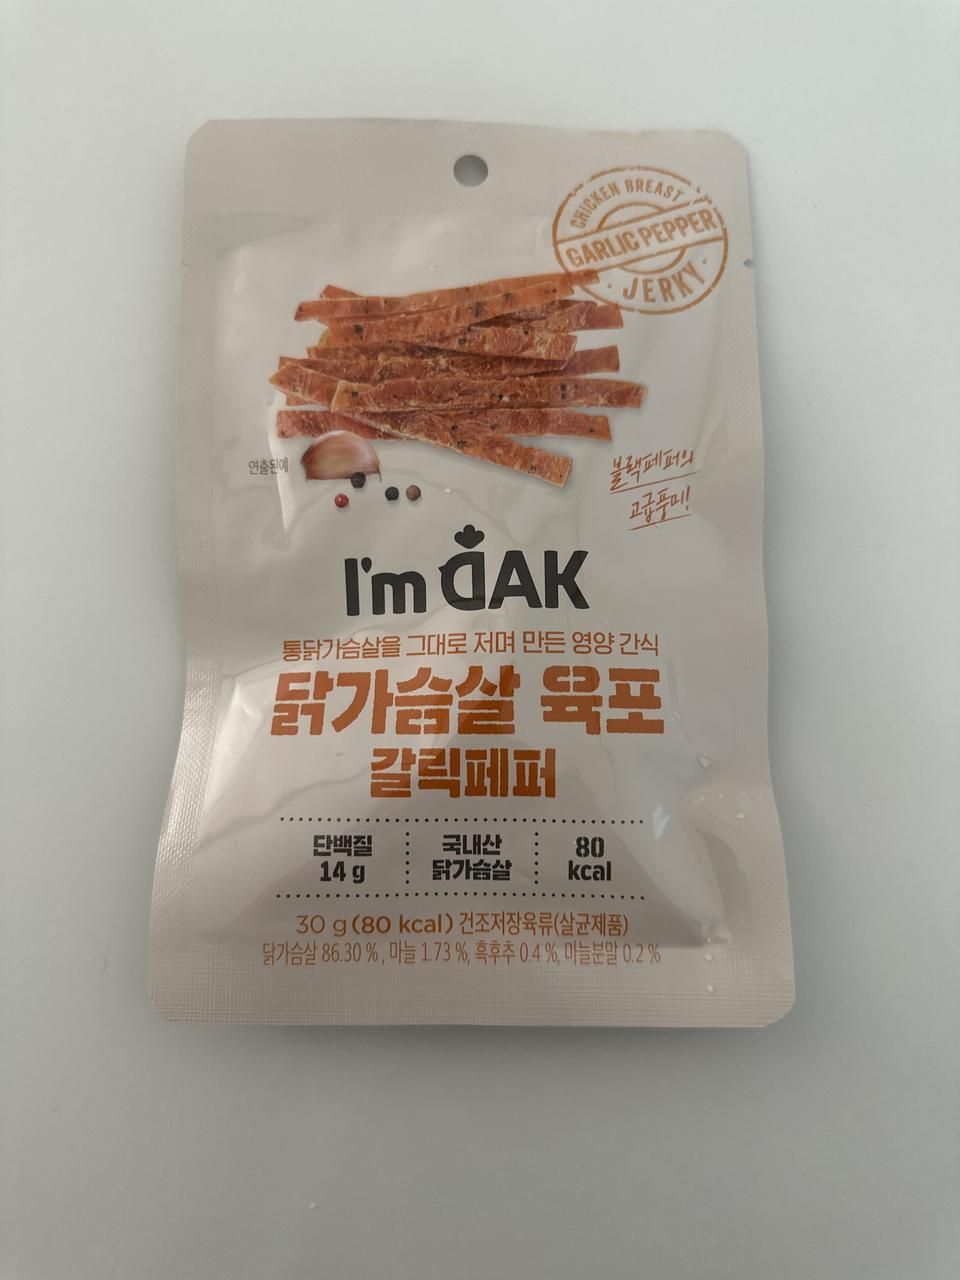 CHICKEN BREAST
GARLIC PEPPER
· JERKY ·
연출된예
블랙페퍼의
고급풍미!
I'm DAK
통닭가슴살을 그대로 저며 만든 영양 간식
닭가슴살 육포
갈릭페퍼
단백질
14 g
국내산
닭가슴살
80
kcal
30 g (80 kcal) 건조저장육류(살균제품)
닭가슴살 86.30 %, 마늘 1.73 %, 흑후추 0.4 %, 마늘분말 0.2 %